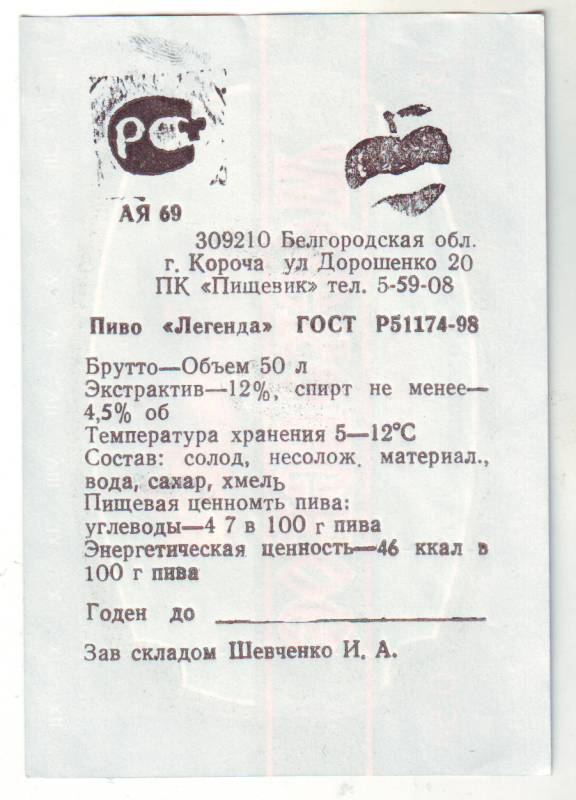 РСТ
АЯ 69
309210 Белгородская обл.
г. Короча ул Дорошенко 20
ПК «Пищевик» тел. 5-59-08
Пиво «Легенда» ГОСТ Р51174-98
Брутто—Объем 50 л
Экстрактив—12%, спирт не менее—
4,5% об
Температура хранения 5—12°С
Состав: солод, несолож. материал.,
вода, сахар, хмель
Пищевая ценномть пива:
углеводы—4 7 в 100 г пива
Энергетическая ценность—46 ккал в
100 г пива
Годен до
Зав складом Шевченко И. А.